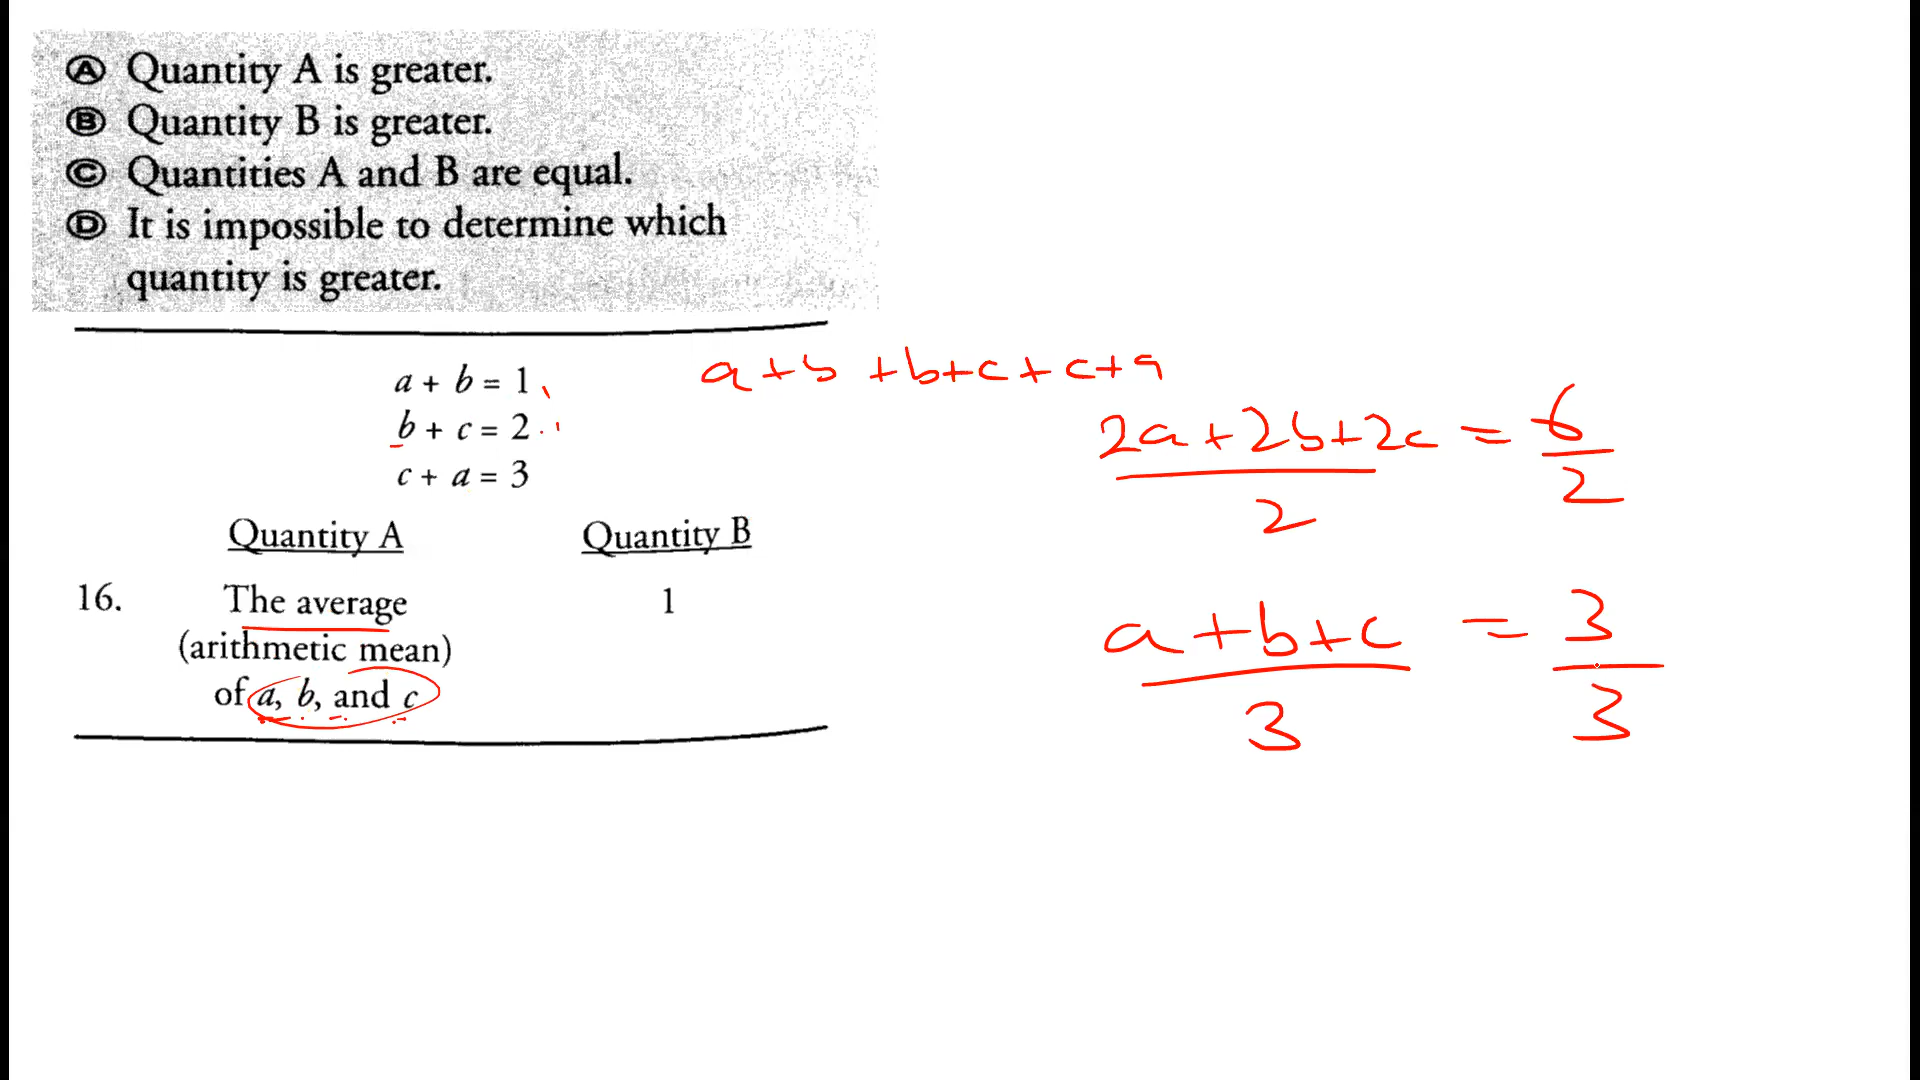 Ⓐ Quantity A is greater.
Ⓑ Quantity B is greater.
Ⓒ Quantities A and B are equal.
Ⓓ It is impossible to determine which
quantity is greater.
a + b = 1
b + c = 2
c + a = 3
Quantity A Quantity B
16. The average 1
(arithmetic mean)
of a, b, and c
a+b +b+c+c+a
2a+2b+2c = 6
2 2
a+b+c = 3
3 3